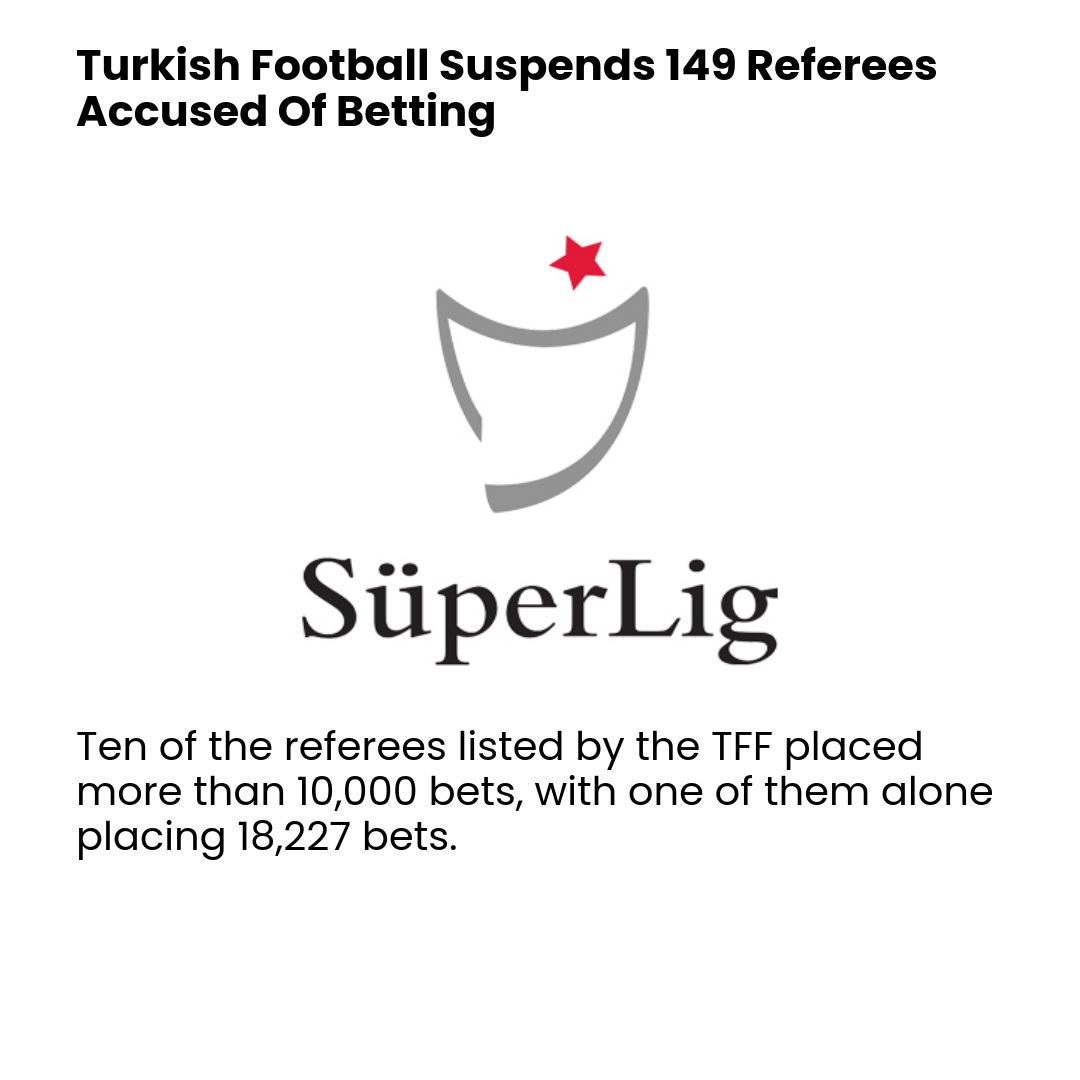 Turkish Football Suspends 149 Referees
Accused Of Betting
SüperLig
Ten of the referees listed by the TFF placed
more than 10,000 bets, with one of them alone
placing 18,227 bets.